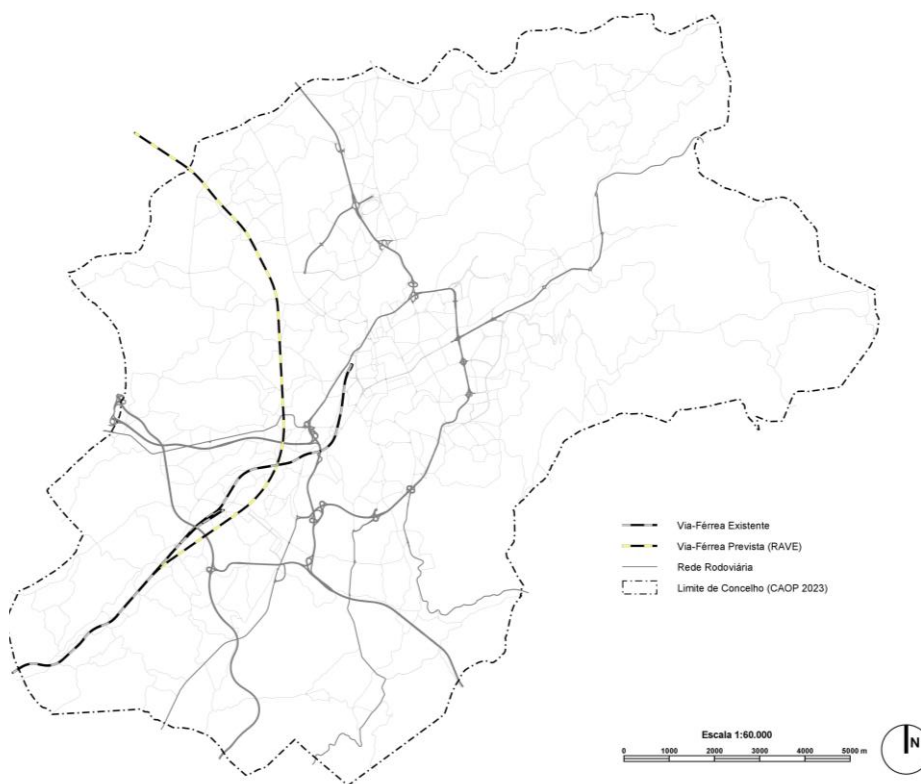 Via-Férrea Existente
Via-Férrea Prevista (RAVE)
Rede Rodoviária
Limite de Concelho (CAOP 2023)
Escala 1:60.000
0 1000 2000 3000 4000 5000 m
N